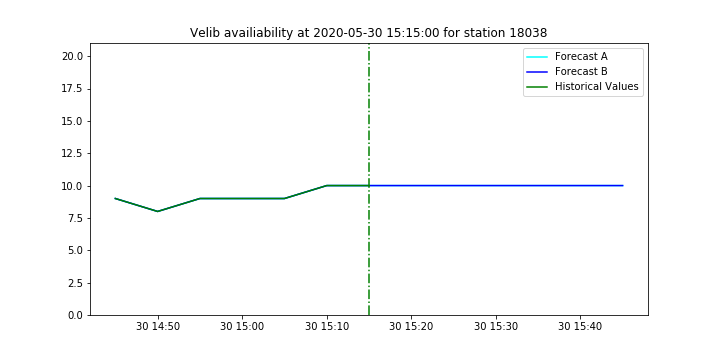 Velib availiability at 2020-05-30 15:15:00 for station 18038
Forecast A
Forecast B
Historical Values
20.0
17.5
15.0
12.5
10.0
7.5
5.0
2.5
0.0
30 14:50 30 15:00 30 15:10 30 15:20 30 15:30 30 15:40